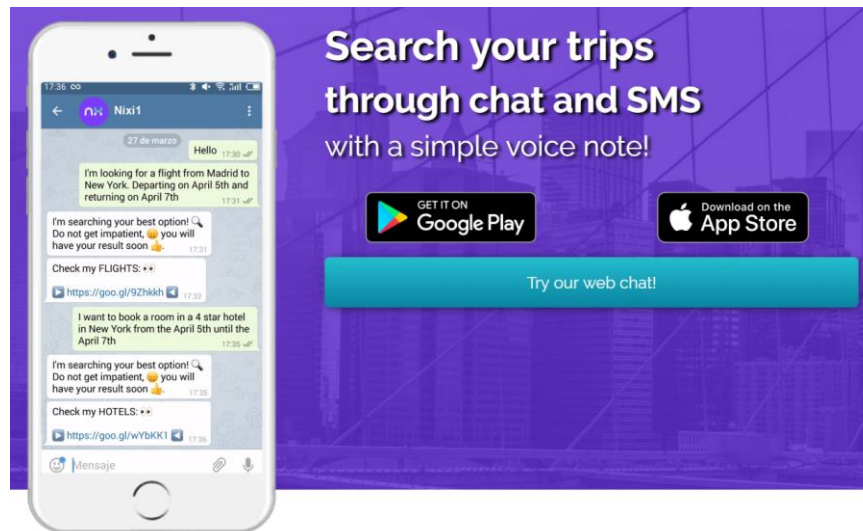 17:36
nix Nixi1
27 de marzo
Hello 17:30
I'm looking for a flight from Madrid to
New York. Departing on April 5th and
returning on April 7th 17:31
I'm searching your best option!
Do not get impatient, you will
have your result soon 17:31
Check my FLIGHTS:
https://goo.gl/9Zhkkh 17:32
I want to book a room in a 4 star hotel
in New York from the April 5th until the
April 7th 17:35
I'm searching your best option!
Do not get impatient, you will
have your result soon 17:35
Check my HOTELS:
https://goo.gl/wYbKK1 17:36
Mensaje
Search your trips
through chat and SMS
with a simple voice note!
GET IT ON
Google Play
Download on the
App Store
Try our web chat!